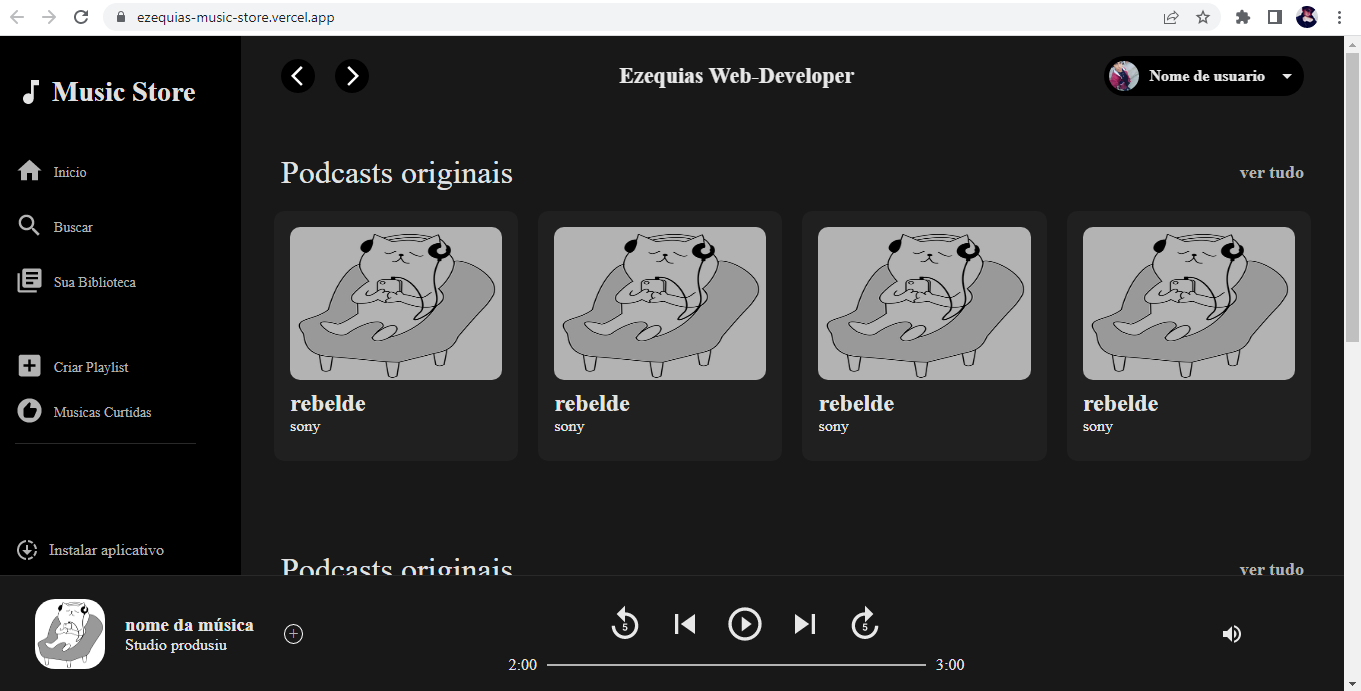 ezequias-music-store.vercel.app
Music Store
Inicio
Buscar
Sua Biblioteca
Criar Playlist
Musicas Curtidas
Instalar aplicativo
Ezequias Web-Developer
Nome de usuario
Podcasts originais
ver tudo
rebelde
sony
rebelde
sony
rebelde
sony
rebelde
sony
Podcasts originais
ver tudo
nome da música
Studio produsiu
5
5
2:00
3:00